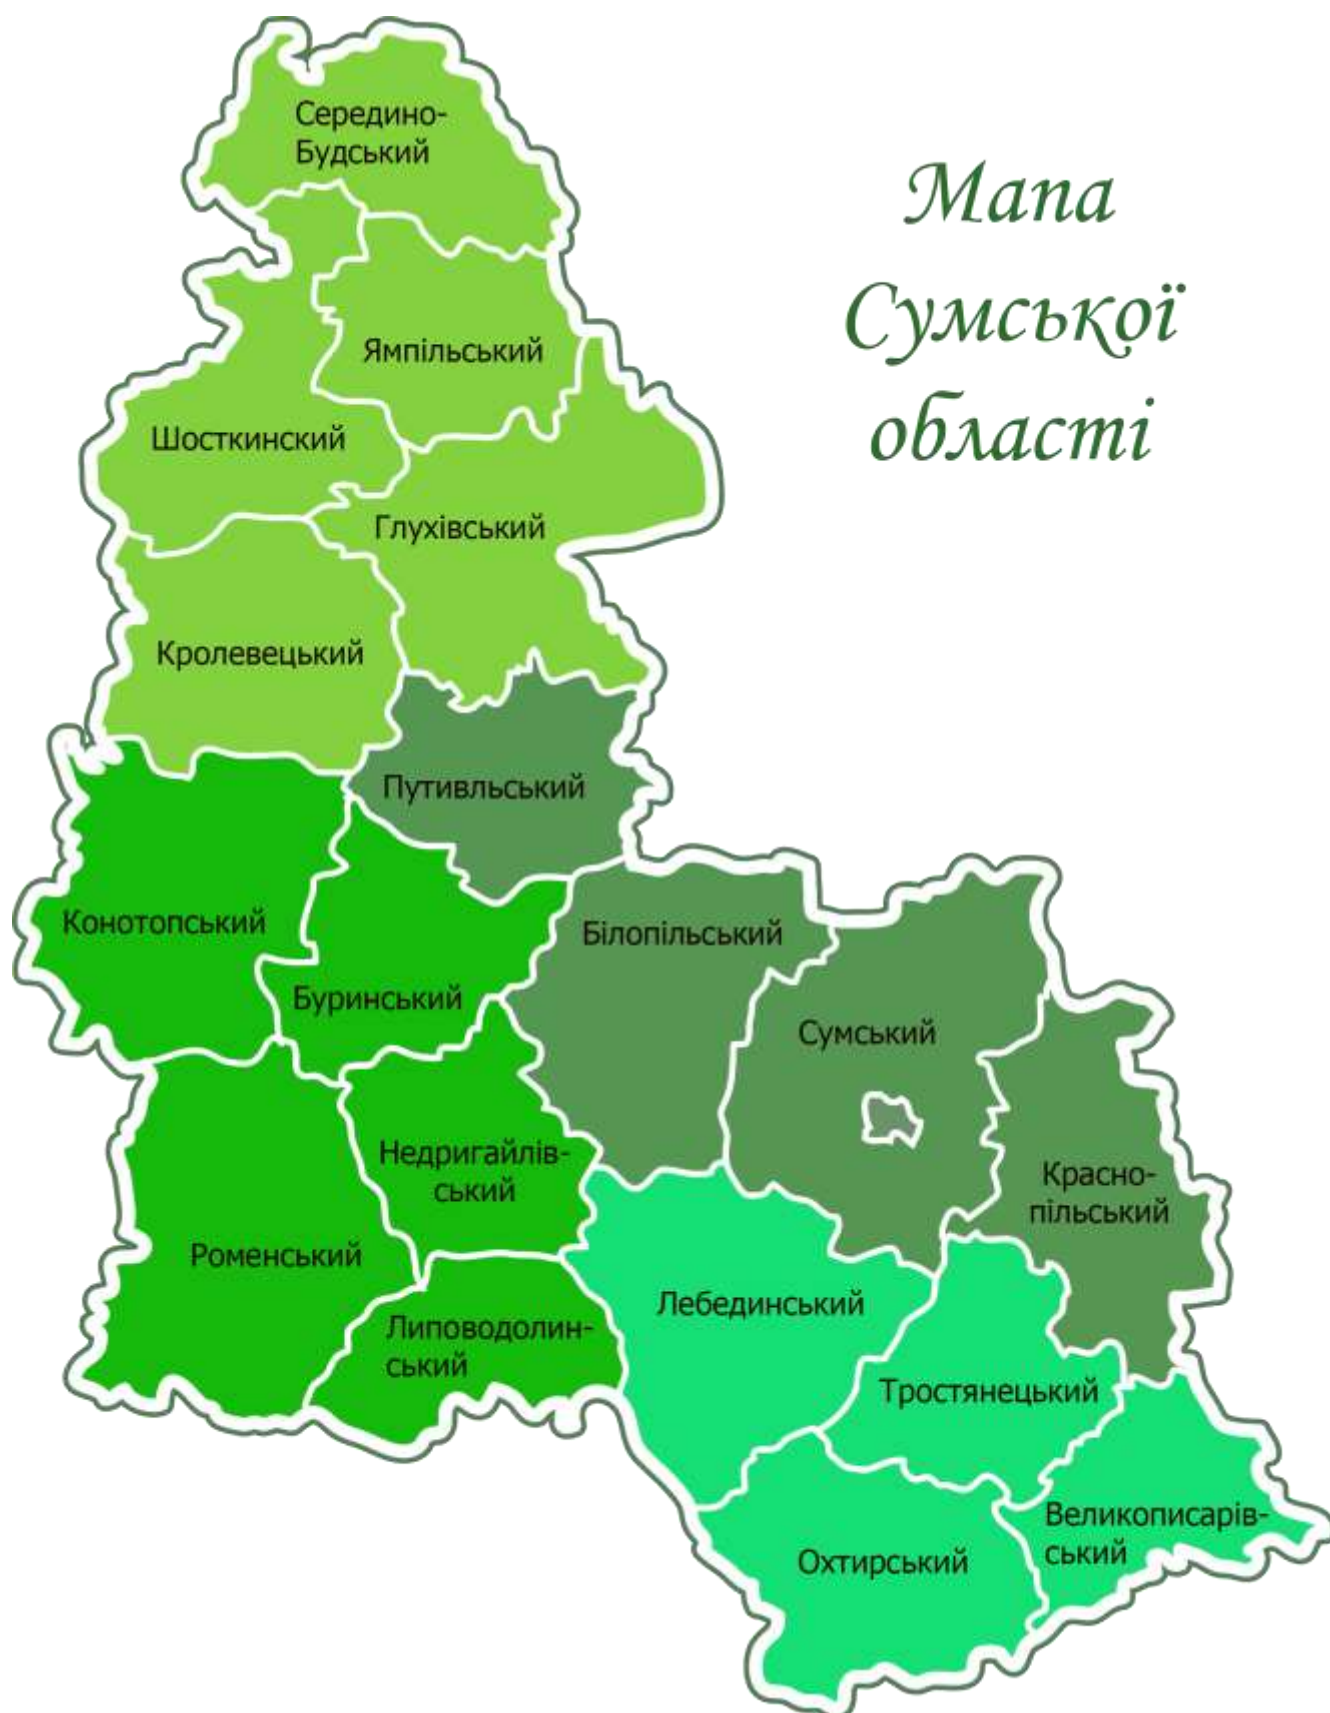 Мапа
Сумської
області
Середино-
Будський
Ямпільський
Шосткинский
Глухівський
Кролевецький
Путивльський
Конотопський
Білопільський
Буринський
Сумський
Недригайлів-
ський
Красно-
пільський
Роменський
Лебединський
Липоводолин-
ський
Тростянецький
Великописарів-
ський
Охтирський